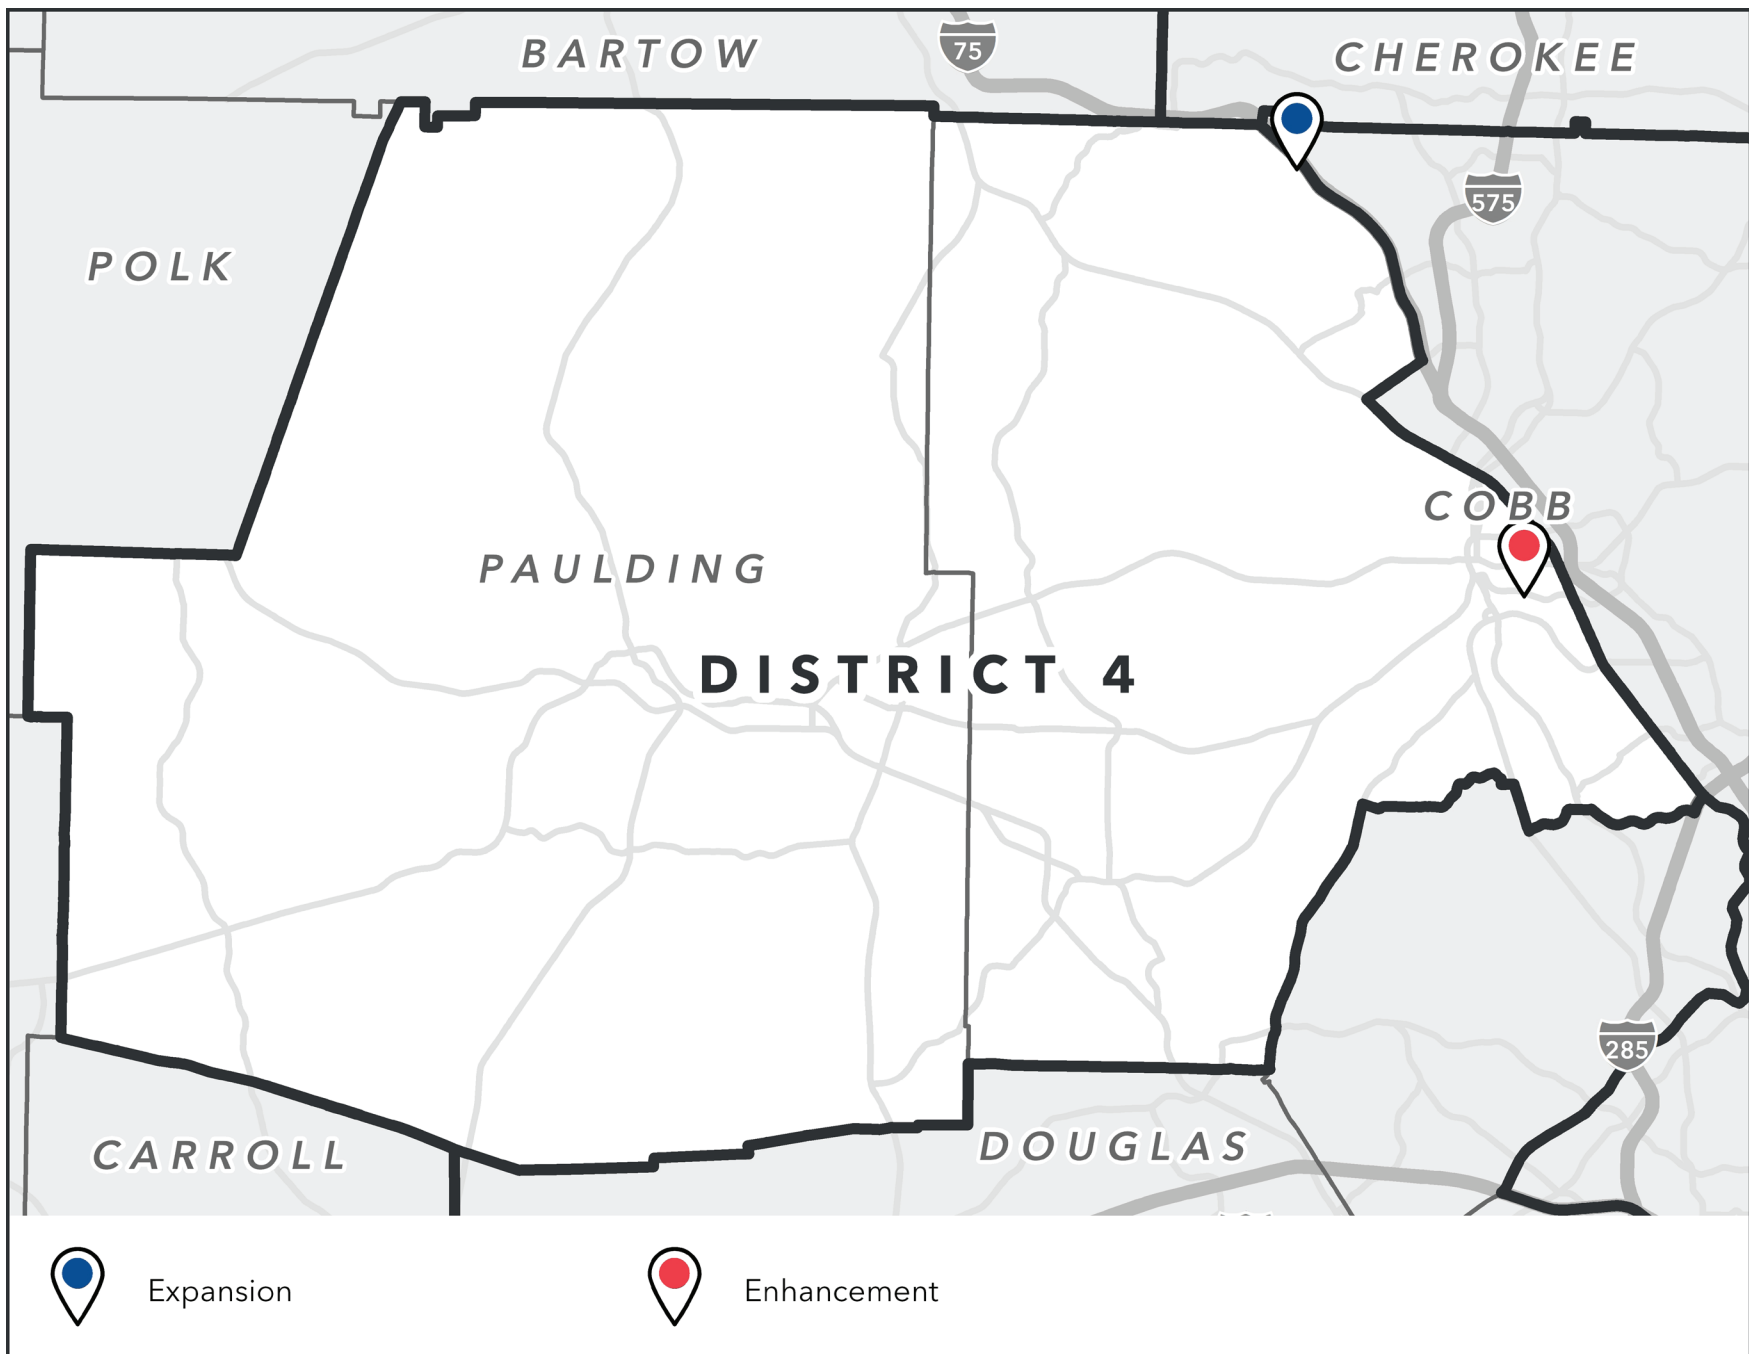 BARTOW
75
CHEROKEE
575
POLK
COBB
PAULDING
DISTRICT 4
285
CARROLL
DOUGLAS
Expansion
Enhancement